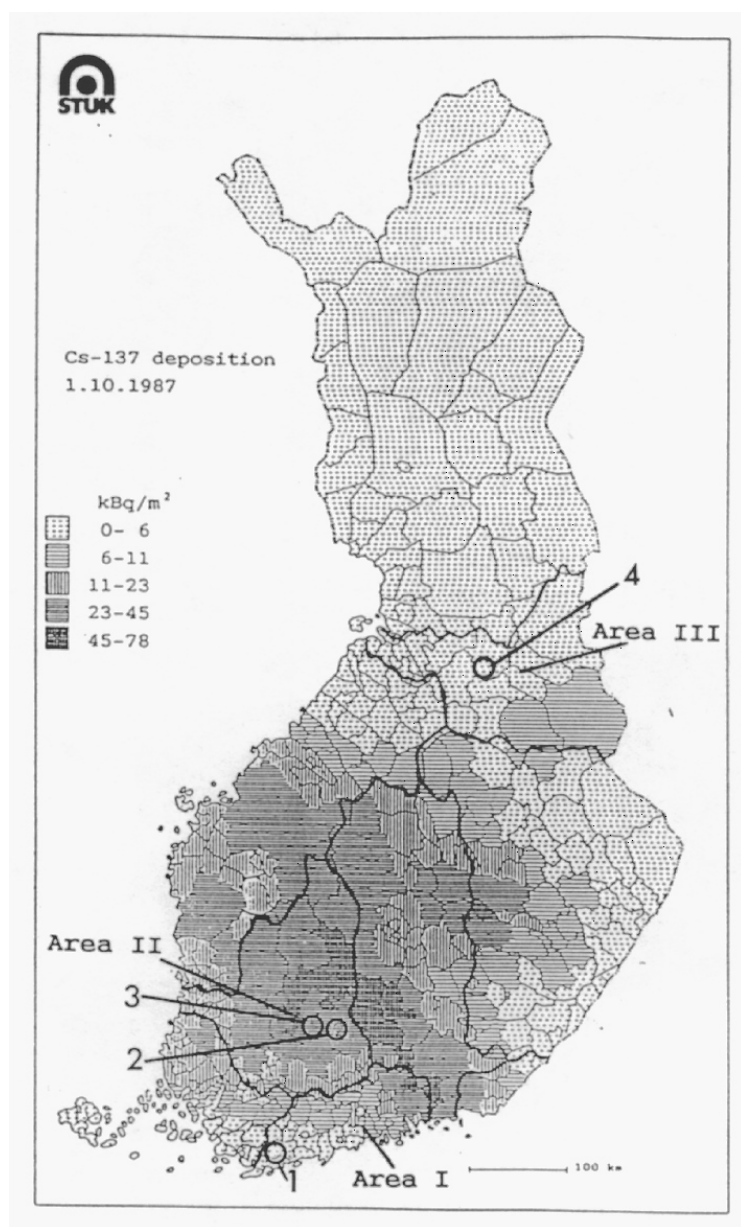 STUK
Cs-137 deposition
1.10.1987
kBq/m²
0- 6
6-11
11-23
23-45
45-78
4
Area III
Area II
3
2
1
Area I
100 km